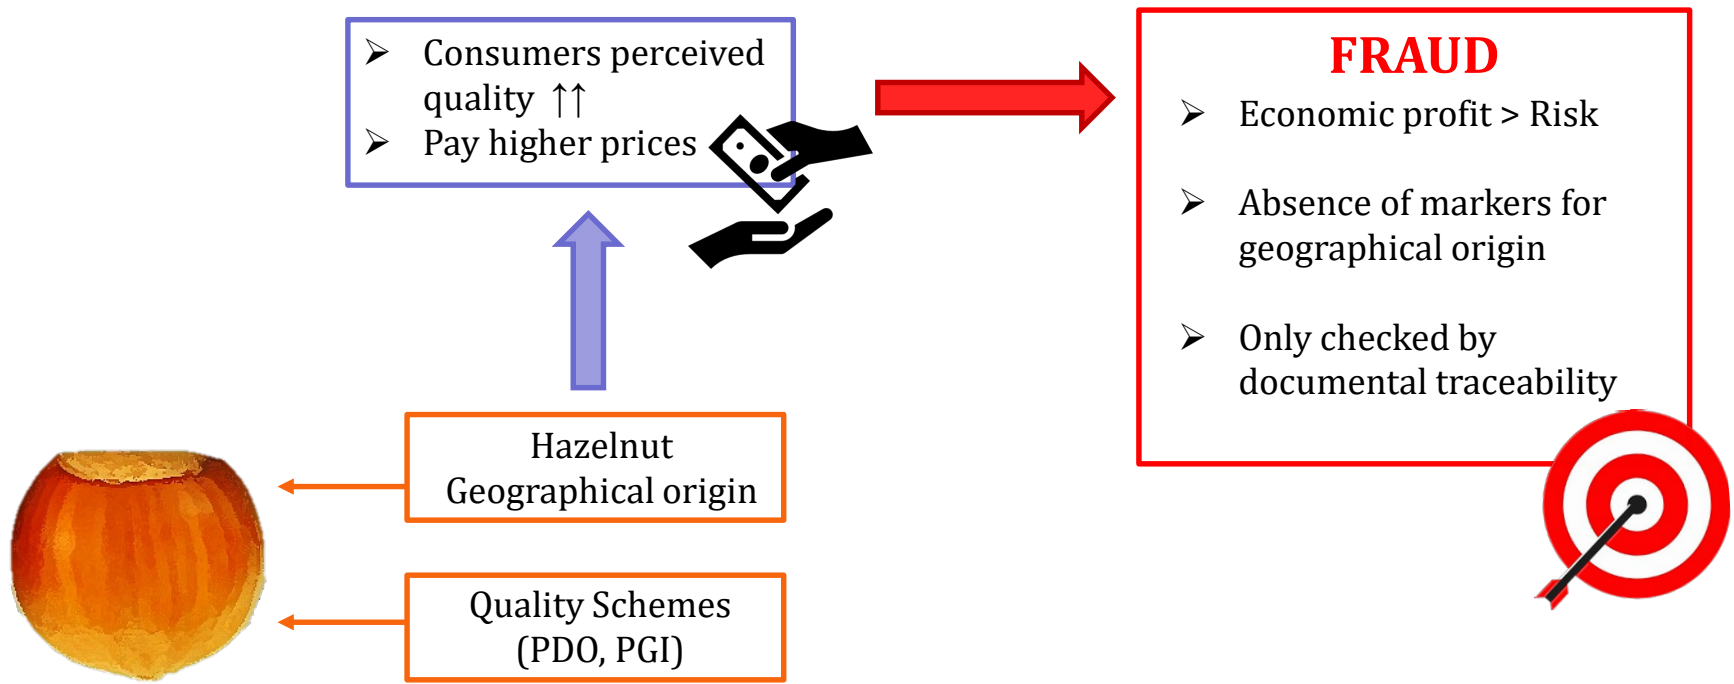 ➢ Consumers perceived
quality ↑↑
➢ Pay higher prices
FRAUD
➢ Economic profit > Risk
➢ Absence of markers for
geographical origin
➢ Only checked by
documental traceability
Hazelnut
Geographical origin
Quality Schemes
(PDO, PGI)